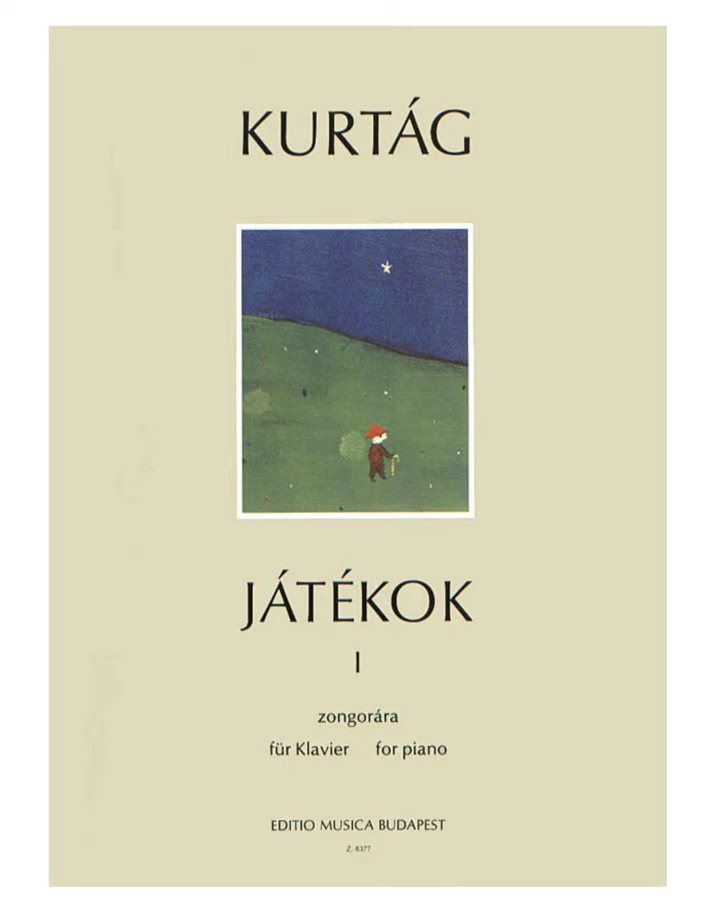 KURTÁG
JÁTÉKOK
I
zongorára
für Klavier for piano
EDITIO MUSICA BUDAPEST
Z. 8377